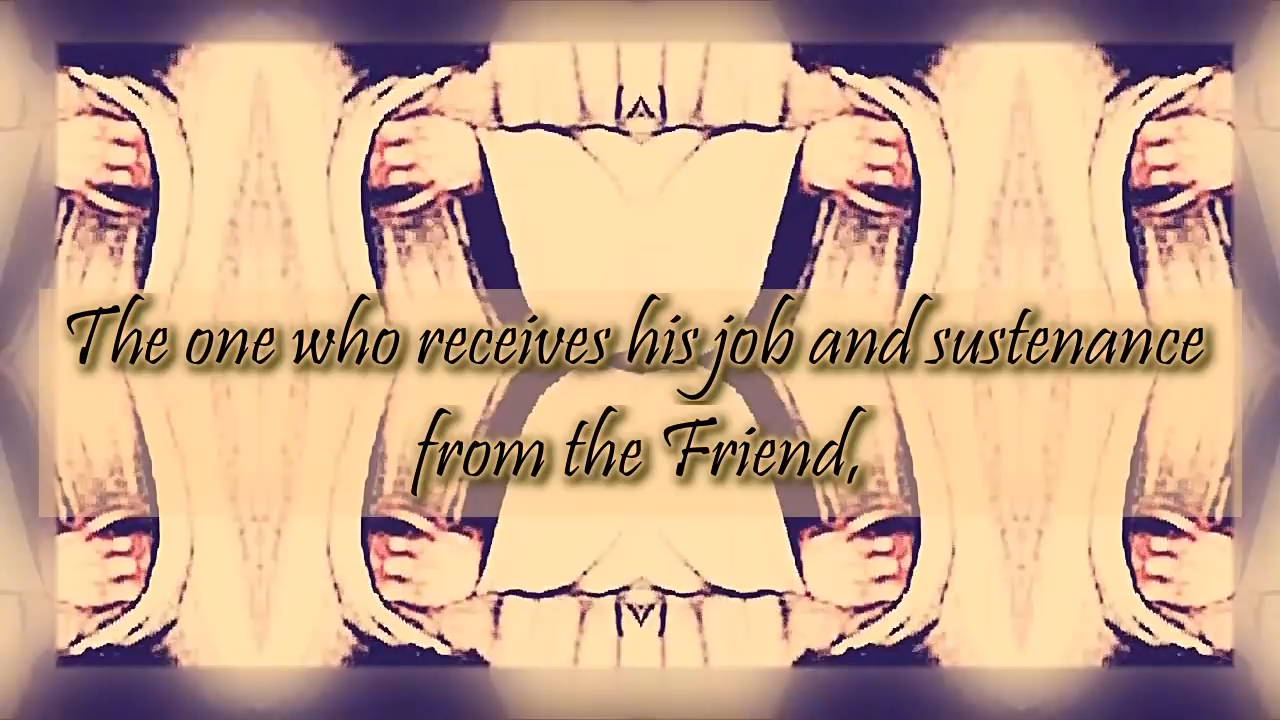 The one who receives his job and sustenance
from the Friend,